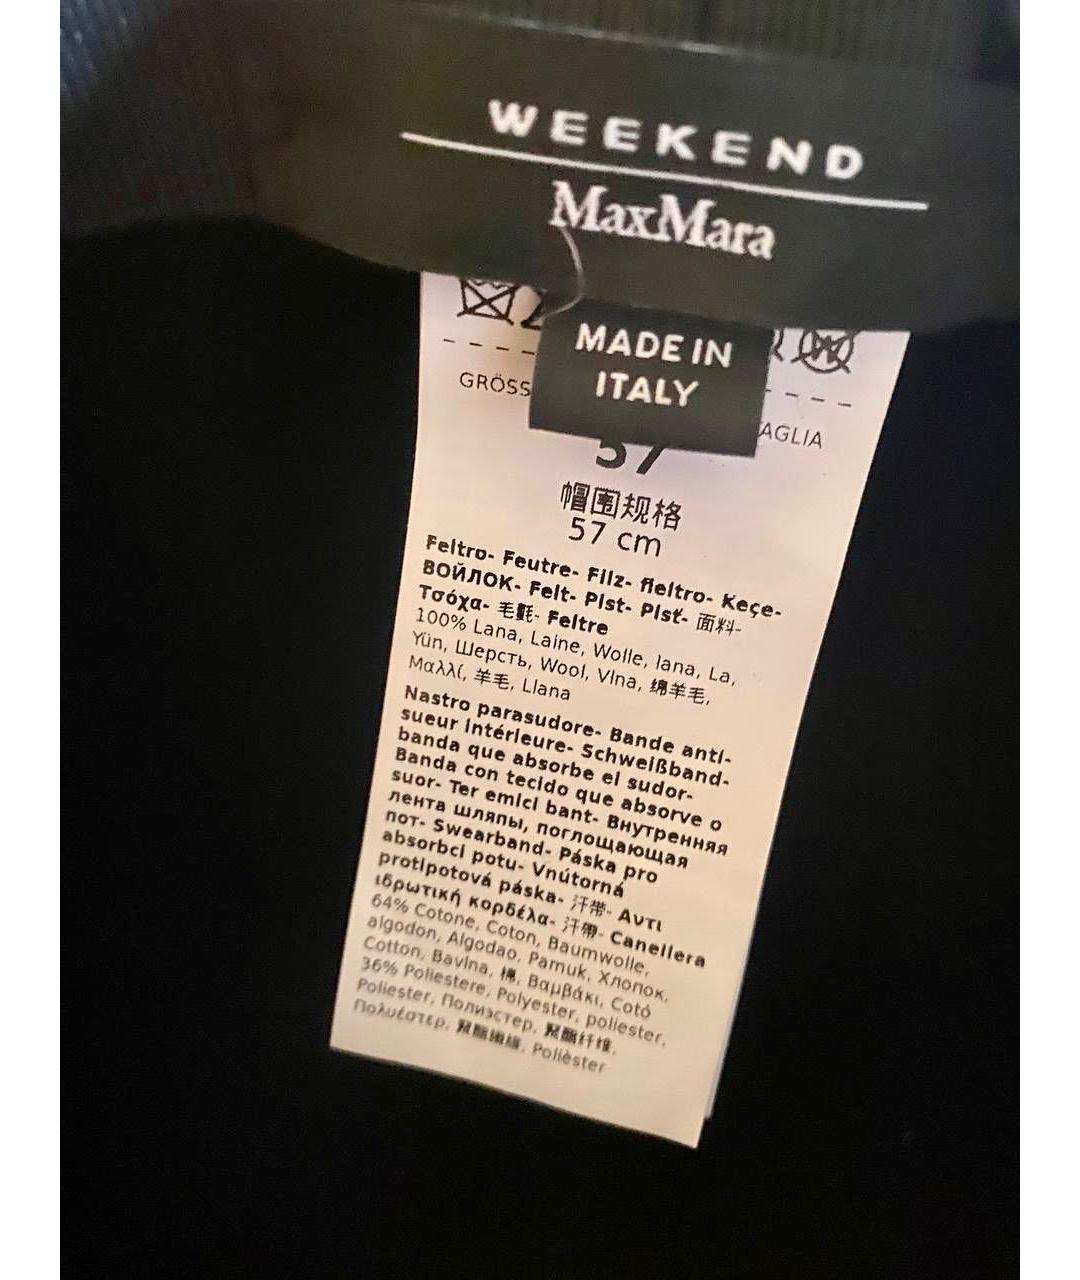 WEEKEND
MaxMara
MADE IN
ITALY
GRÖSS
AGLIA
57
帽围规格
57 cm
Feltro- Feutre- Filz- fieltro- Keçe-
ВОЙЛОК- Felt- Plst- Plsť- 面料-
Τσόχα- 毛氈- Feltre
100% Lana, Laine, Wolle, lana, La,
Yün, Шерсть, Wool, Vlna, 绵羊毛,
Μαλλί, 羊毛, Llana
Nastro parasudore- Bande anti-
sueur intérieure- Schweißband-
banda que absorbe el sudor-
Banda con tecido que absorve o
suor- Ter emici bant- Внутренняя
лента шляпы, поглощающая
пот- Swearband- Páska pro
absorbci potu- Vnútorná
protipotová páska- 汗带- Αντι
ιδρωτική κορδέλα- 汗帶- Canellera
64% Cotone, Coton, Baumwolle,
algodon, Algodao, Pamuk, Хлопок,
Cotton, Bavlna, 棉, Βαμβάκι, Cotó
36% Poliestere, Polyester, poliester,
Poliester, Полиэстер, 聚酯纤维,
Πολυέστερ, 聚酯纖維, Polièster